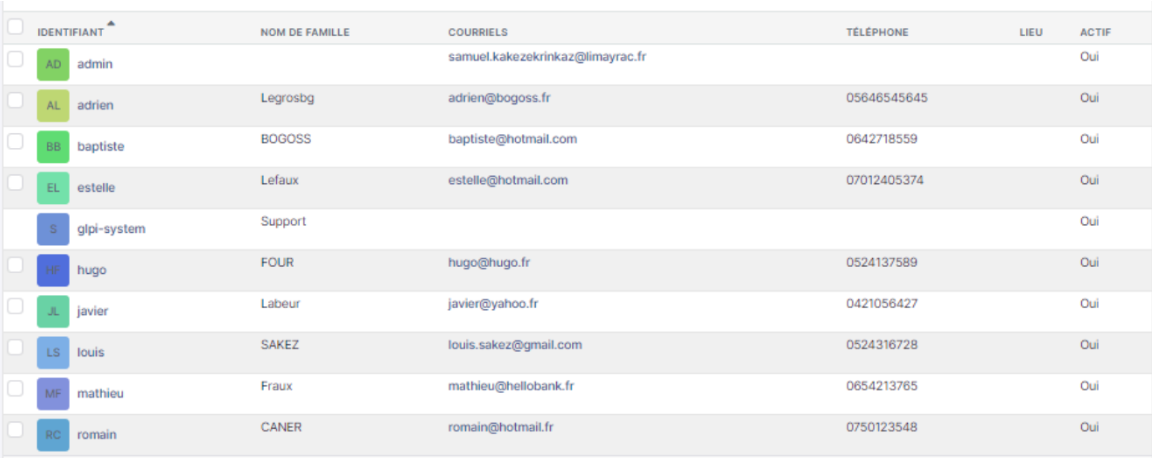 IDENTIFIANT NOM DE FAMILLE COURRIELS TÉLÉPHONE LIEU ACTIF
AD admin samuel.kakezekrinkaz@limayrac.fr Oui
AL adrien Legrosbg adrien@bogoss.fr 05646545645 Oui
BB baptiste BOGOSS baptiste@hotmail.com 0642718559 Oui
EL estelle Lefaux estelle@hotmail.com 07012405374 Oui
S glpi-system Support Oui
HF hugo FOUR hugo@hugo.fr 0524137589 Oui
JL javier Labeur javier@yahoo.fr 0421056427 Oui
LS louis SAKEZ louis.sakez@gmail.com 0524316728 Oui
MF mathieu Fraux mathieu@hellobank.fr 0654213765 Oui
RC romain CANER romain@hotmail.fr 0750123548 Oui